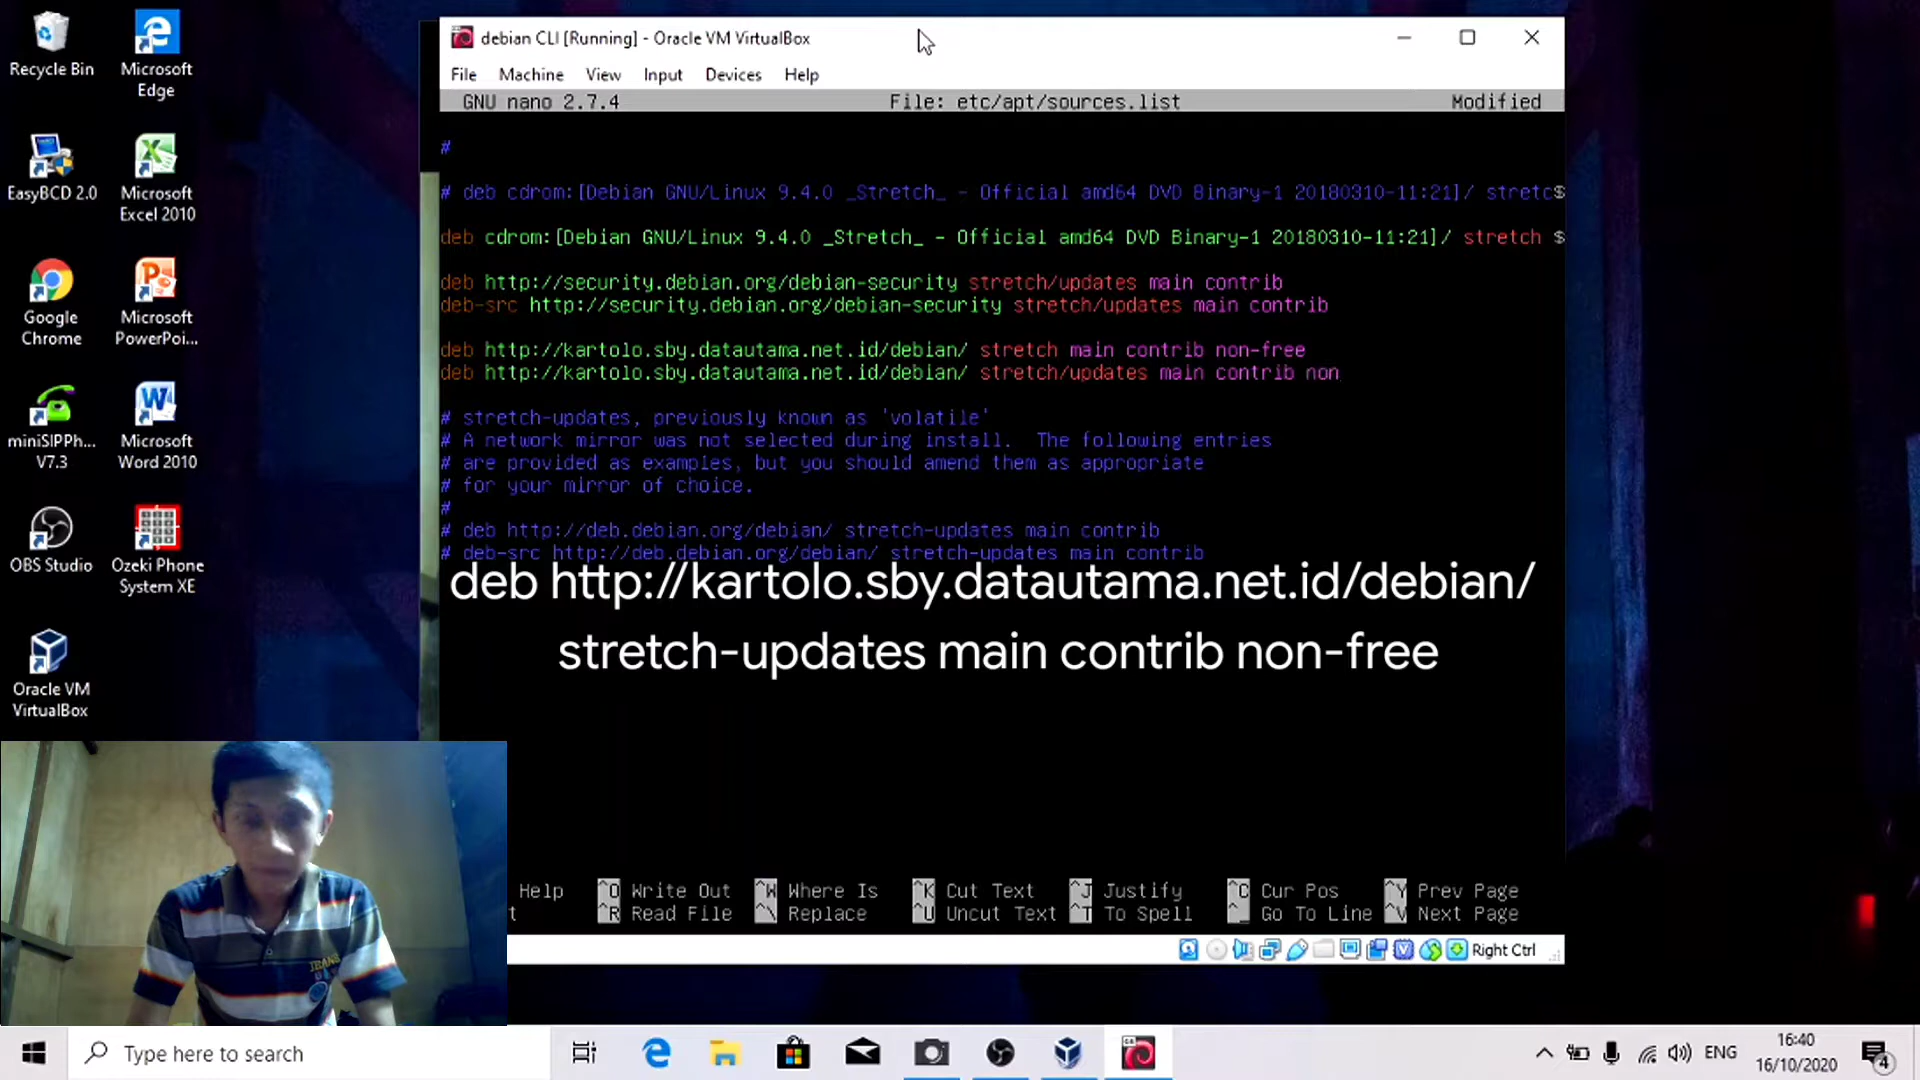 Recycle Bin
Microsoft
Edge
EasyBCD 2.0
Microsoft
Excel 2010
Google
Chrome
Microsoft
PowerPoi...
miniSIPPh...
V7.3
Microsoft
Word 2010
OBS Studio
Ozeki Phone
System XE
Oracle VM
VirtualBox
debian CLI [Running] - Oracle VM VirtualBox
File Machine View Input Devices Help
GNU nano 2.7.4 File: etc/apt/sources.list Modified
#
# deb cdrom:[Debian GNU/Linux 9.4.0 _Stretch_ - Official amd64 DVD Binary-1 20180310-11:21]/ stretc$
deb cdrom:[Debian GNU/Linux 9.4.0 _Stretch_ - Official amd64 DVD Binary-1 20180310-11:21]/ stretch $
deb http://security.debian.org/debian-security stretch/updates main contrib
deb-src http://security.debian.org/debian-security stretch/updates main contrib
deb http://kartolo.sby.datautama.net.id/debian/ stretch main contrib non-free
deb http://kartolo.sby.datautama.net.id/debian/ stretch/updates main contrib non
# stretch-updates, previously known as 'volatile'
# A network mirror was not selected during install. The following entries
# are provided as examples, but you should amend them as appropriate
# for your mirror of choice.
#
# deb http://deb.debian.org/debian/ stretch-updates main contrib
# deb-src http://deb.debian.org/debian/ stretch-updates main contrib
deb http://kartolo.sby.datautama.net.id/debian/
stretch-updates main contrib non-free
Help ^O Write Out ^W Where Is ^K Cut Text ^J Justify ^C Cur Pos ^Y Prev Page
t ^R Read File ^\ Replace ^U Uncut Text ^T To Spell ^_ Go To Line ^V Next Page
Right Ctrl
JEANS
Type here to search
ENG
16:40
16/10/2020
4